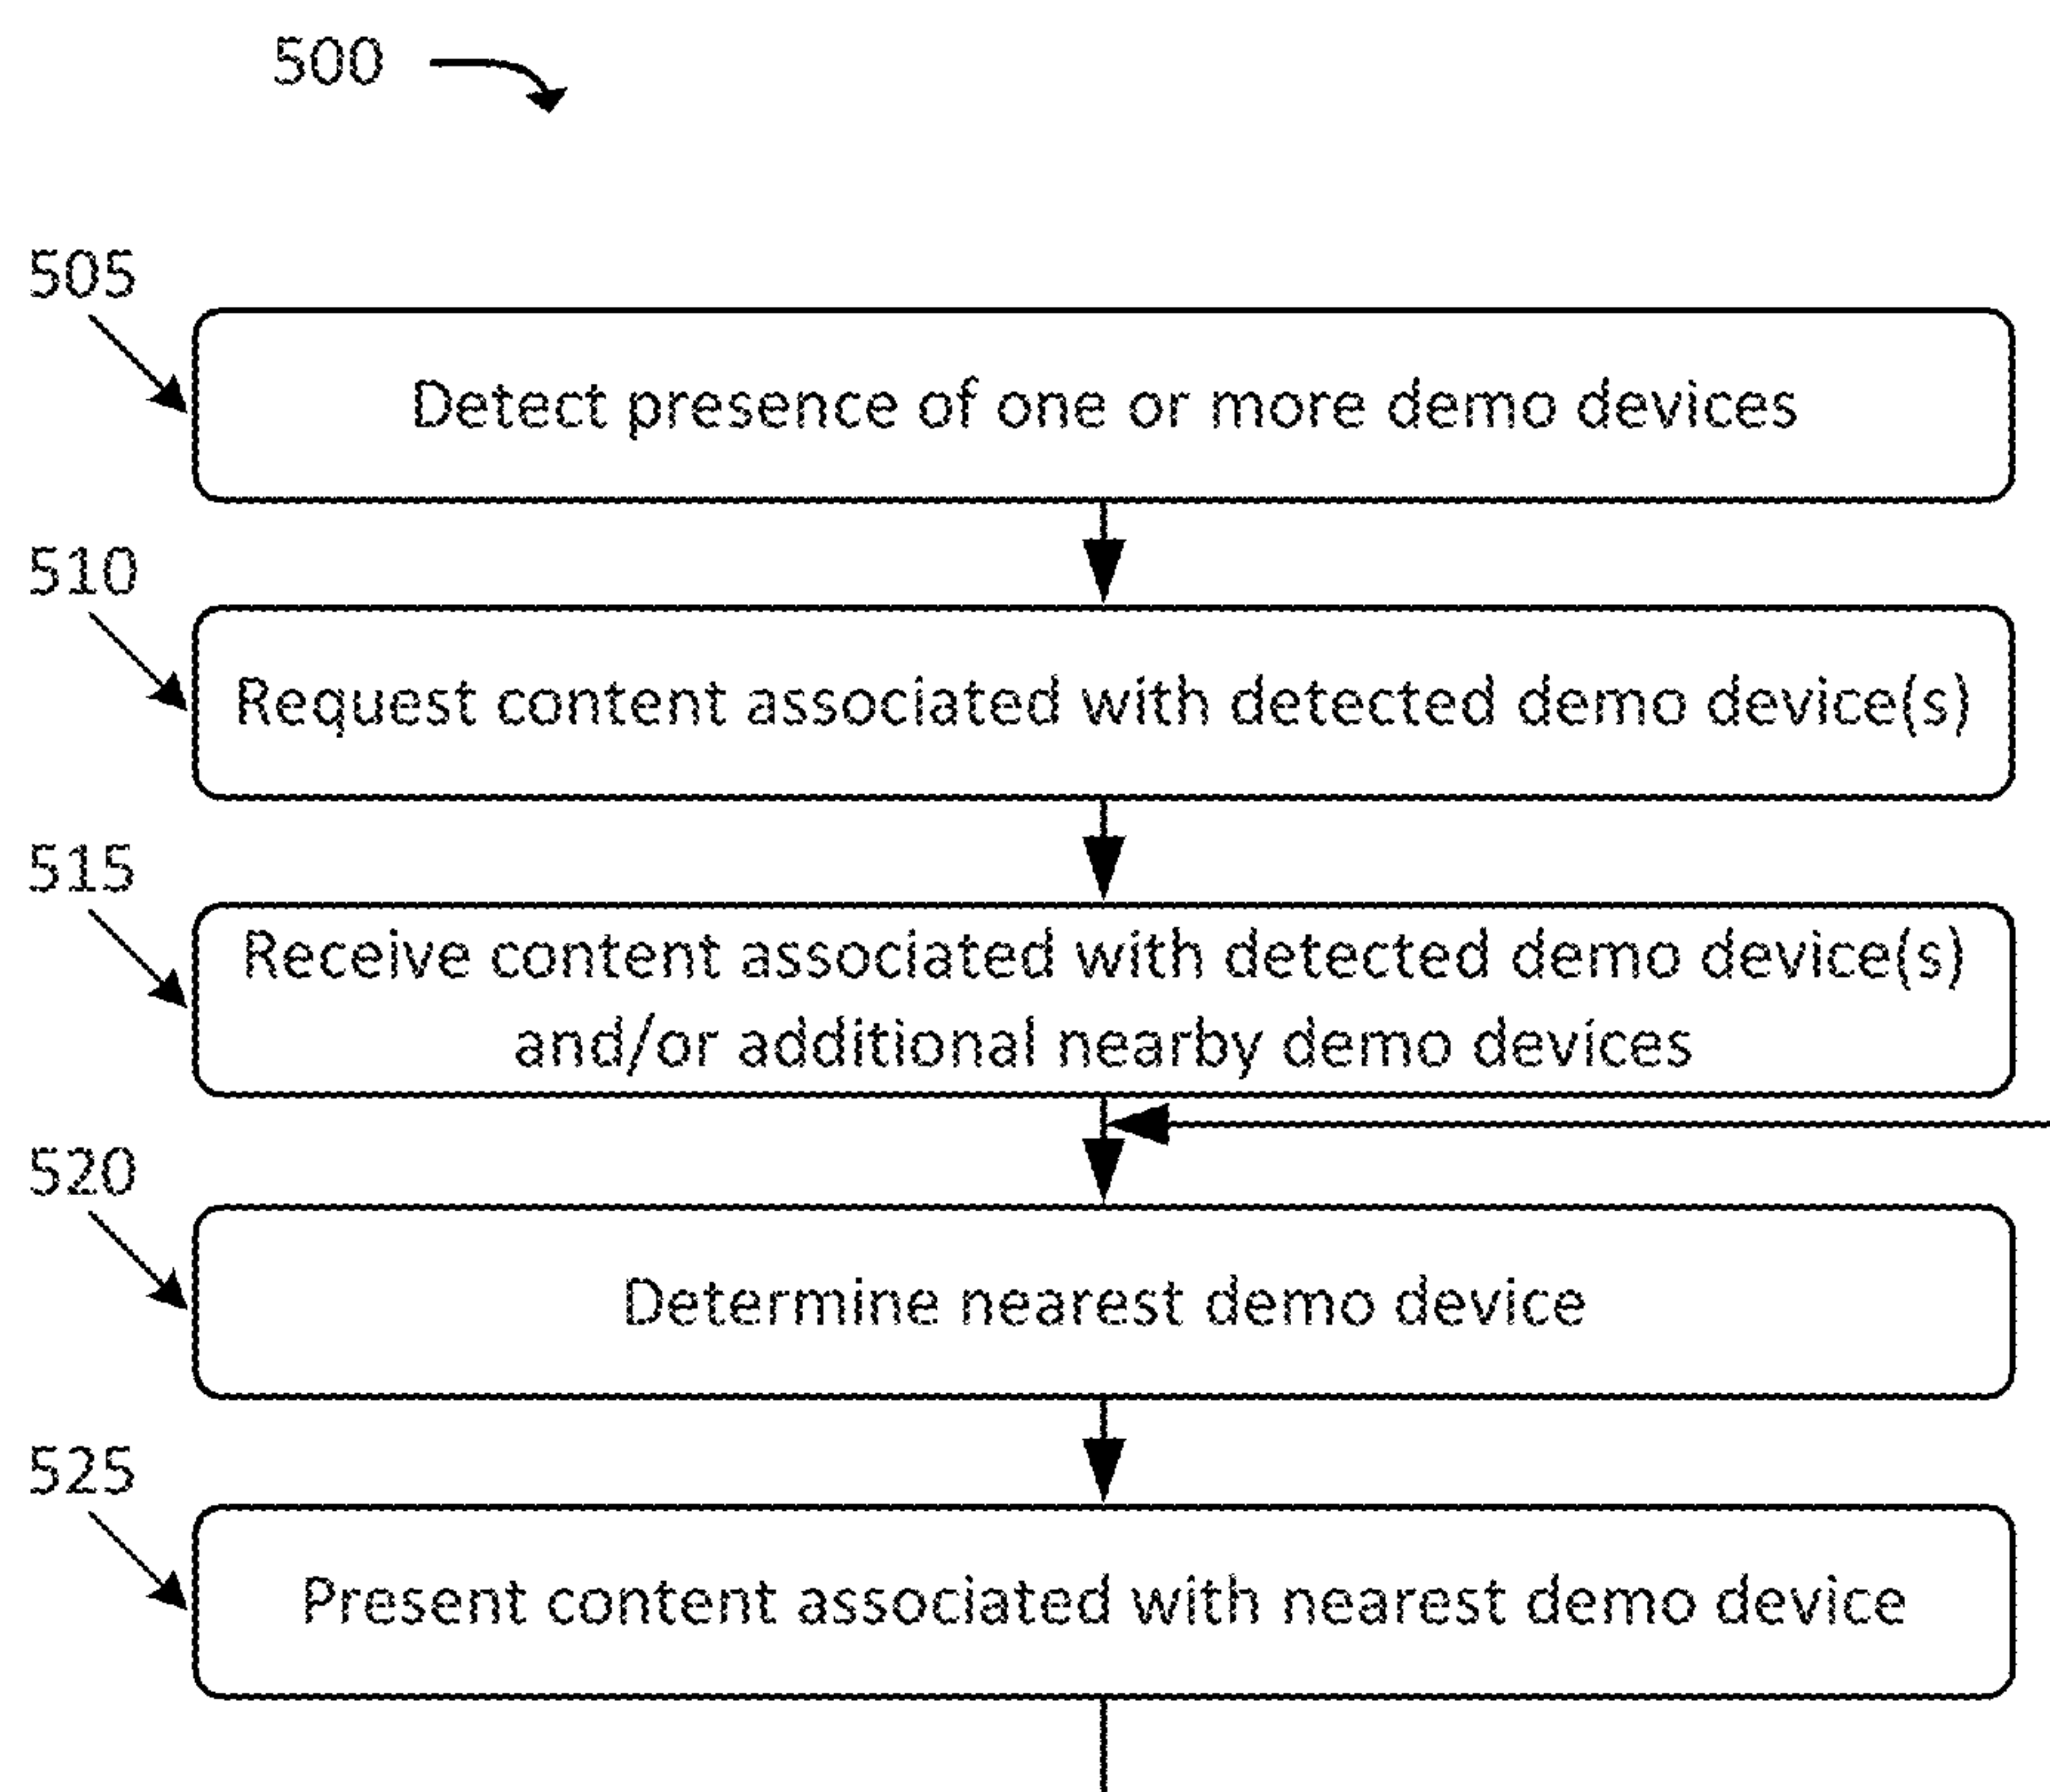 500
505
Detect presence of one or more demo devices
510
Request content associated with detected demo device(s)
515
Receive content associated with detected demo device(s)
and/or additional nearby demo devices
520
Determine nearest demo device
525
Present content associated with nearest demo device